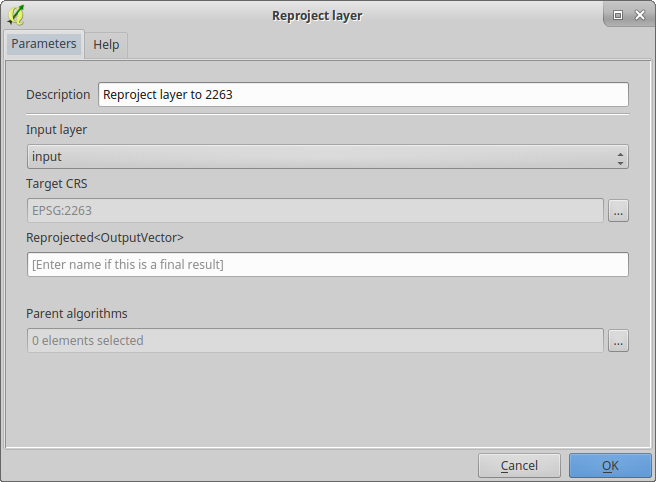 Reproject layer
Parameters
Help
Description
Reproject layer to 2263
Input layer
input
Target CRS
EPSG:2263
...
Reprojected<OutputVector>
[Enter name if this is a final result]
Parent algorithms
0 elements selected
...
Cancel
OK